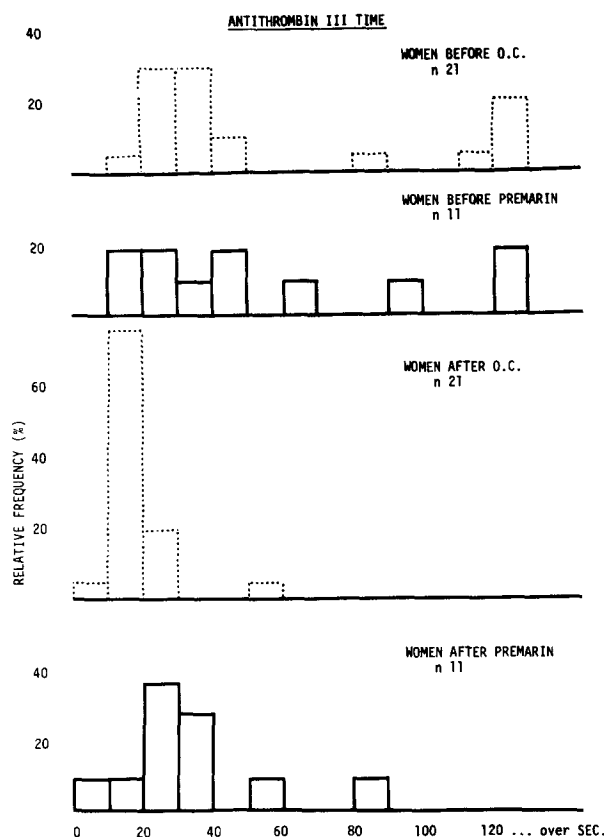 ANTITHROMBIN III TIME
40
20
WOMEN BEFORE O.C.
n 21
WOMEN BEFORE PREMARIN
n 11
20
WOMEN AFTER O.C.
n 21
60
40
20
RELATIVE FREQUENCY (%)
WOMEN AFTER PREMARIN
n 11
40
20
0 20 40 60 80 100 120 ... over SEC.